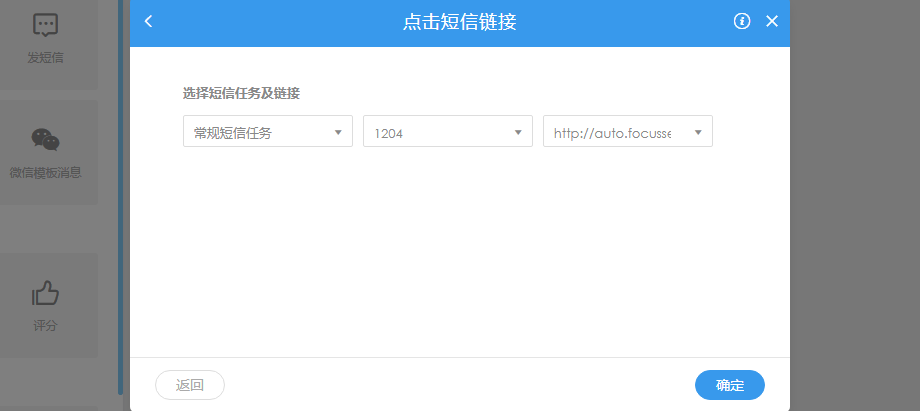 点击短信链接
发短信
微信模板消息
评分
选择短信任务及链接
常规短信任务
1204
http://auto.focusse
返回
确定